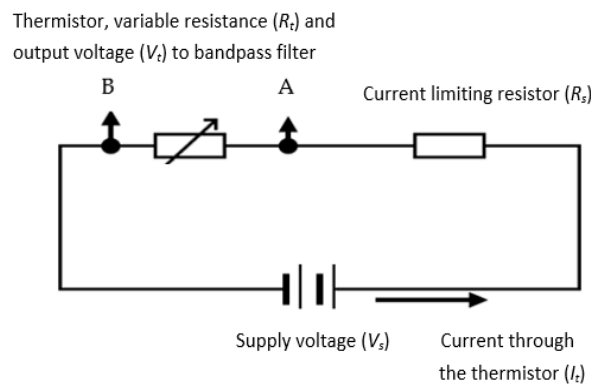 Thermistor, variable resistance (Rₜ) and
output voltage (Vₜ) to bandpass filter
B
A
Current limiting resistor (Rₛ)
Supply voltage (Vₛ)
Current through
the thermistor (Iₜ)